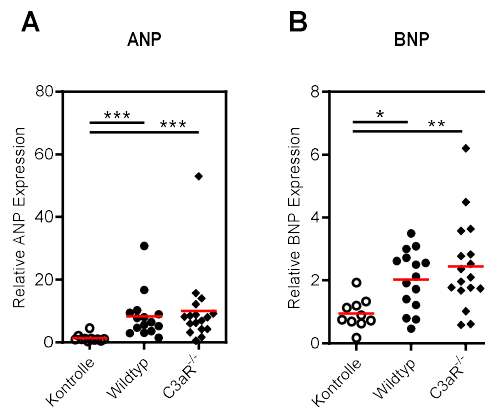 A
ANP
Relative ANP Expression
80
60
40
20
0
***
***
Kontrolle
Wildtyp
C3aR⁻/⁻
B
BNP
Relative BNP Expression
8
6
4
2
0
*
**
Kontrolle
Wildtyp
C3aR⁻/⁻